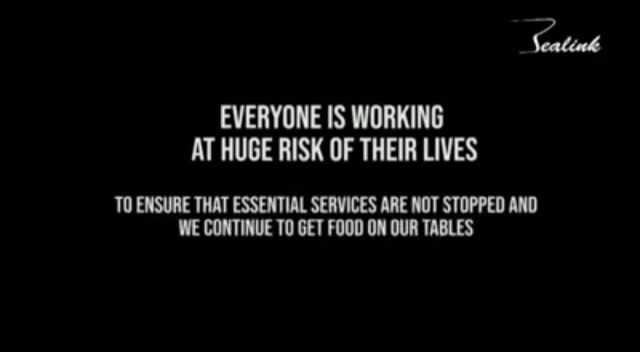 EVERYONE IS WORKING
AT HUGE RISK OF THEIR LIVES
TO ENSURE THAT ESSENTIAL SERVICES ARE NOT STOPPED AND
WE CONTINUE TO GET FOOD ON OUR TABLES